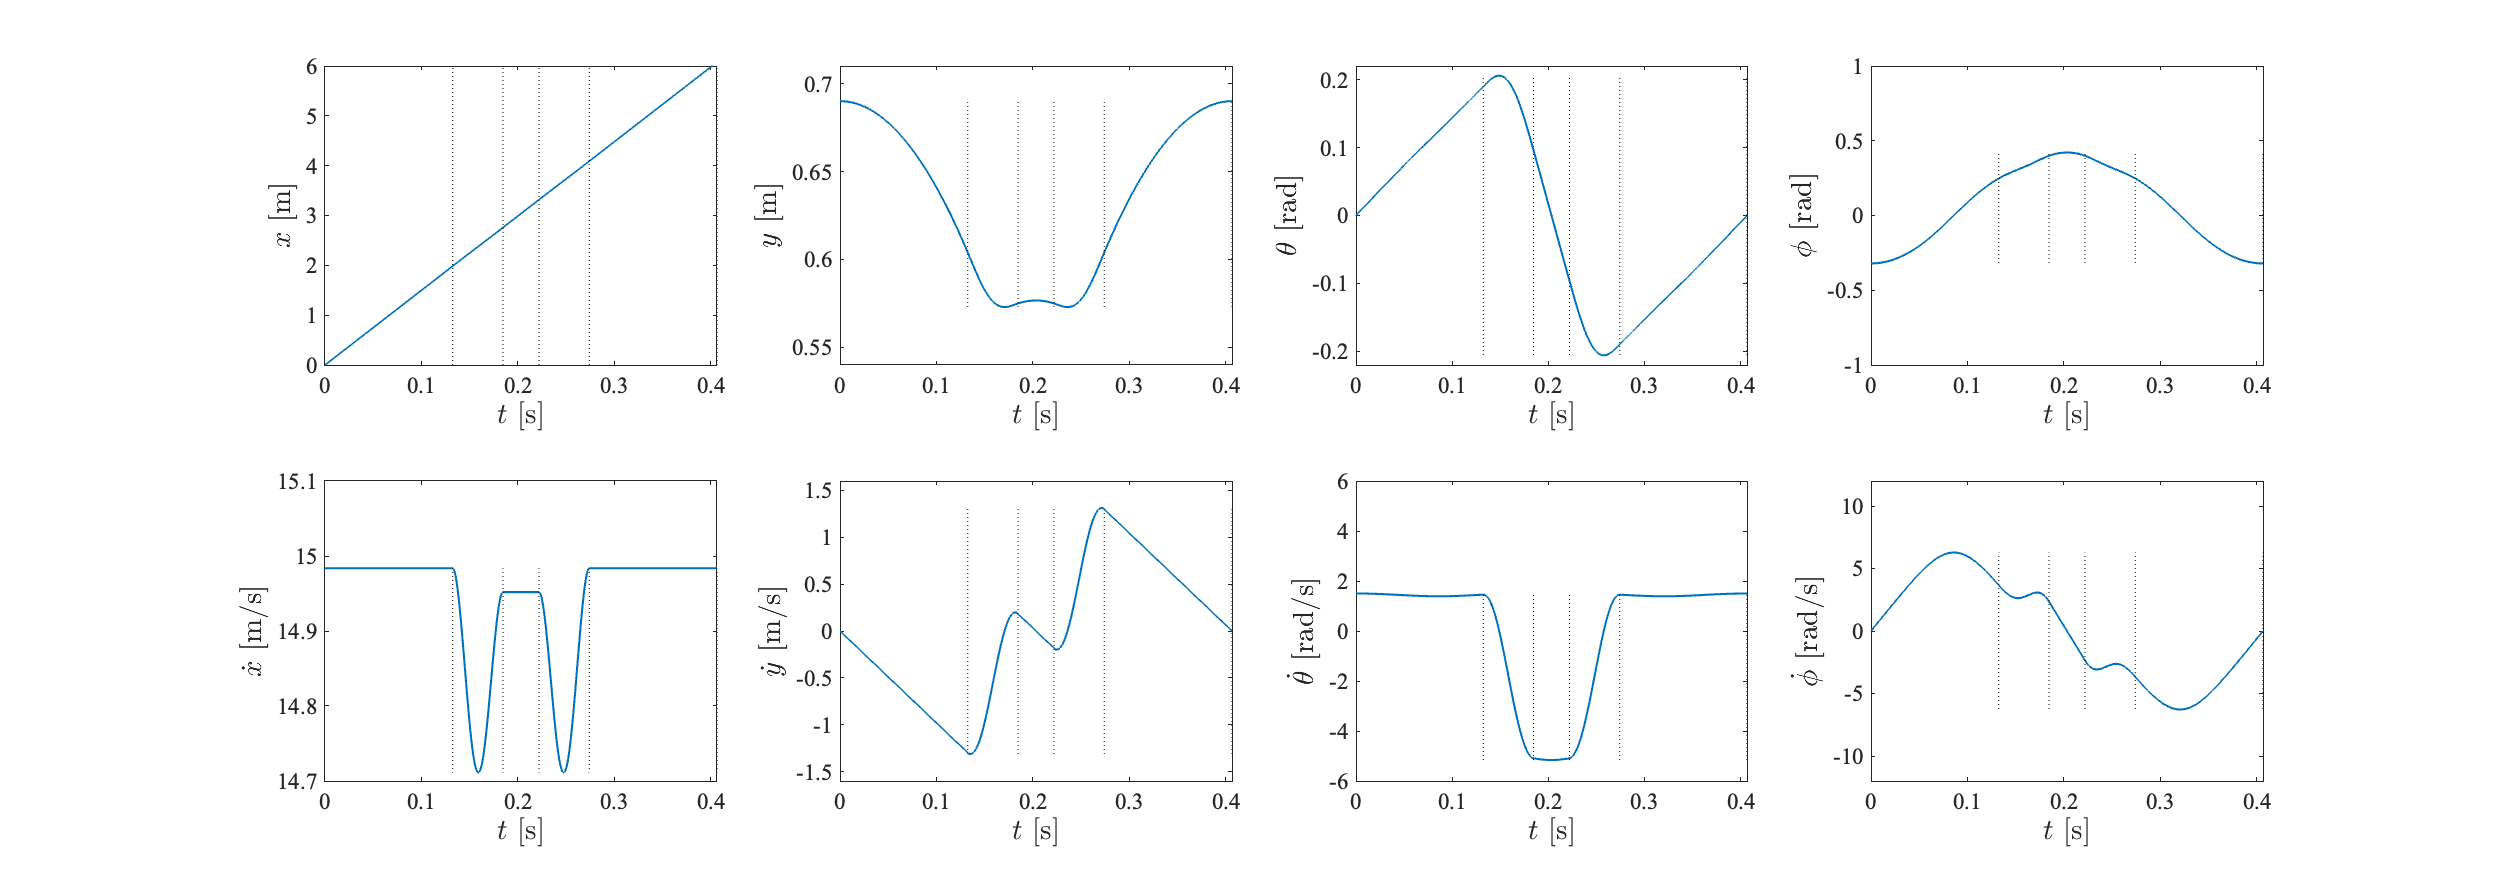 6
5
4
3
2
1
0
x [m]
0 0.1 0.2 0.3 0.4
t [s]
0.7
0.65
0.6
0.55
y [m]
0 0.1 0.2 0.3 0.4
t [s]
0.2
0.1
0
-0.1
-0.2
θ [rad]
0 0.1 0.2 0.3 0.4
t [s]
1
0.5
0
-0.5
-1
ϕ [rad]
0 0.1 0.2 0.3 0.4
t [s]
15.1
15
14.9
14.8
14.7
ẋ [m/s]
0 0.1 0.2 0.3 0.4
t [s]
1.5
1
0.5
0
-0.5
-1
-1.5
ẏ [m/s]
0 0.1 0.2 0.3 0.4
t [s]
6
4
2
0
-2
-4
-6
θ̇ [rad/s]
0 0.1 0.2 0.3 0.4
t [s]
10
5
0
-5
-10
ϕ̇ [rad/s]
0 0.1 0.2 0.3 0.4
t [s]